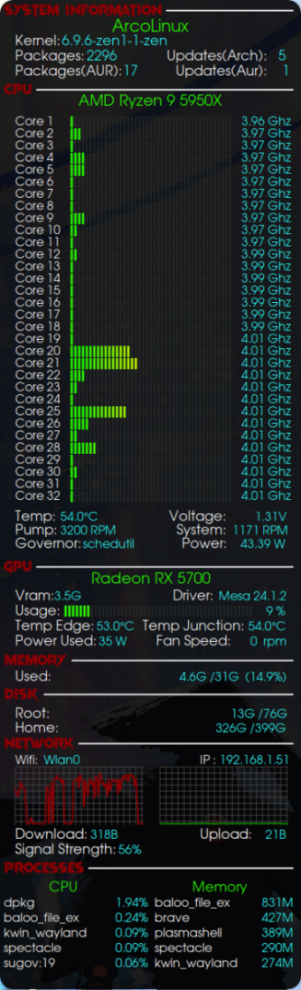 SYSTEM INFORMATION
ArcoLinux
Kernel:6.9.6-zen1-1-zen
Packages: 2296 Updates(Arch): 5
Packages(AUR): 17 Updates(Aur): 1
CPU
AMD Ryzen 9 5950X
Core 1 3.96 Ghz
Core 2 3.97 Ghz
Core 3 3.97 Ghz
Core 4 3.97 Ghz
Core 5 3.97 Ghz
Core 6 3.97 Ghz
Core 7 3.97 Ghz
Core 8 3.97 Ghz
Core 9 3.97 Ghz
Core 10 3.97 Ghz
Core 11 3.97 Ghz
Core 12 3.99 Ghz
Core 13 3.99 Ghz
Core 14 3.99 Ghz
Core 15 3.99 Ghz
Core 16 3.99 Ghz
Core 17 3.99 Ghz
Core 18 3.99 Ghz
Core 19 4.01 Ghz
Core 20 4.01 Ghz
Core 21 4.01 Ghz
Core 22 4.01 Ghz
Core 23 4.01 Ghz
Core 24 4.01 Ghz
Core 25 4.01 Ghz
Core 26 4.01 Ghz
Core 27 4.01 Ghz
Core 28 4.01 Ghz
Core 29 4.01 Ghz
Core 30 4.01 Ghz
Core 31 4.01 Ghz
Core 32 4.01 Ghz
Temp: 54.0°C Voltage: 1.31V
Pump: 3200 RPM System: 1171 RPM
Governor: schedutil Power: 43.39 W
GPU
Radeon RX 5700
Vram:3.5G Driver: Mesa 24.1.2
Usage: 9 %
Temp Edge: 53.0°C Temp Junction: 54.0°C
Power Used: 35 W Fan Speed: 0 rpm
MEMORY
Used: 4.6G /31G (14.9%)
DISK
Root: 13G /76G
Home: 326G /399G
NETWORK
Wifi: Wlan0 IP : 192.168.1.51
Download: 318B Upload: 21B
Signal Strength: 56%
PROCESSES
CPU Memory
dpkg 1.94% baloo_file_ex 831M
baloo_file_ex 0.24% brave 427M
kwin_wayland 0.09% plasmashell 389M
spectacle 0.09% spectacle 290M
sugov:19 0.06% kwin_wayland 274M